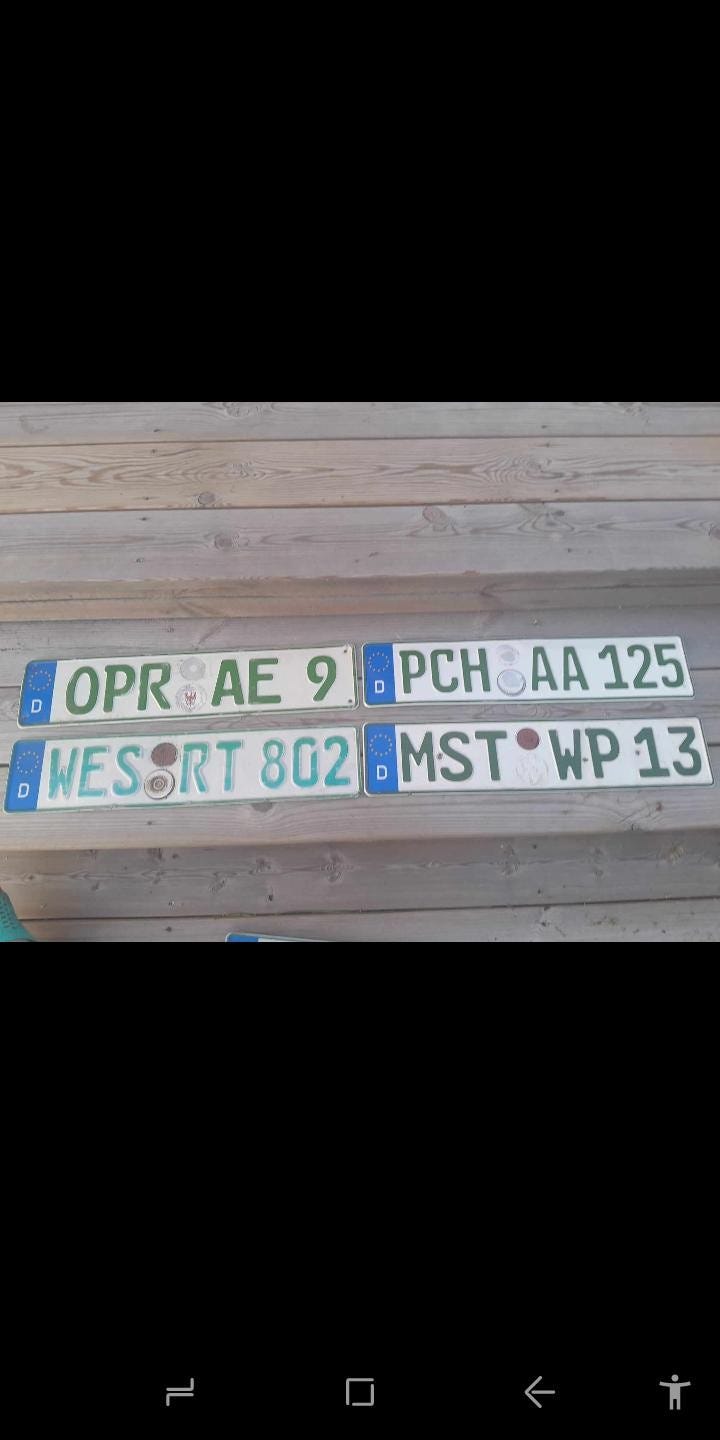 D OPR AE 9
D PCH AA 125
D WES RT 802
D MST WP 13